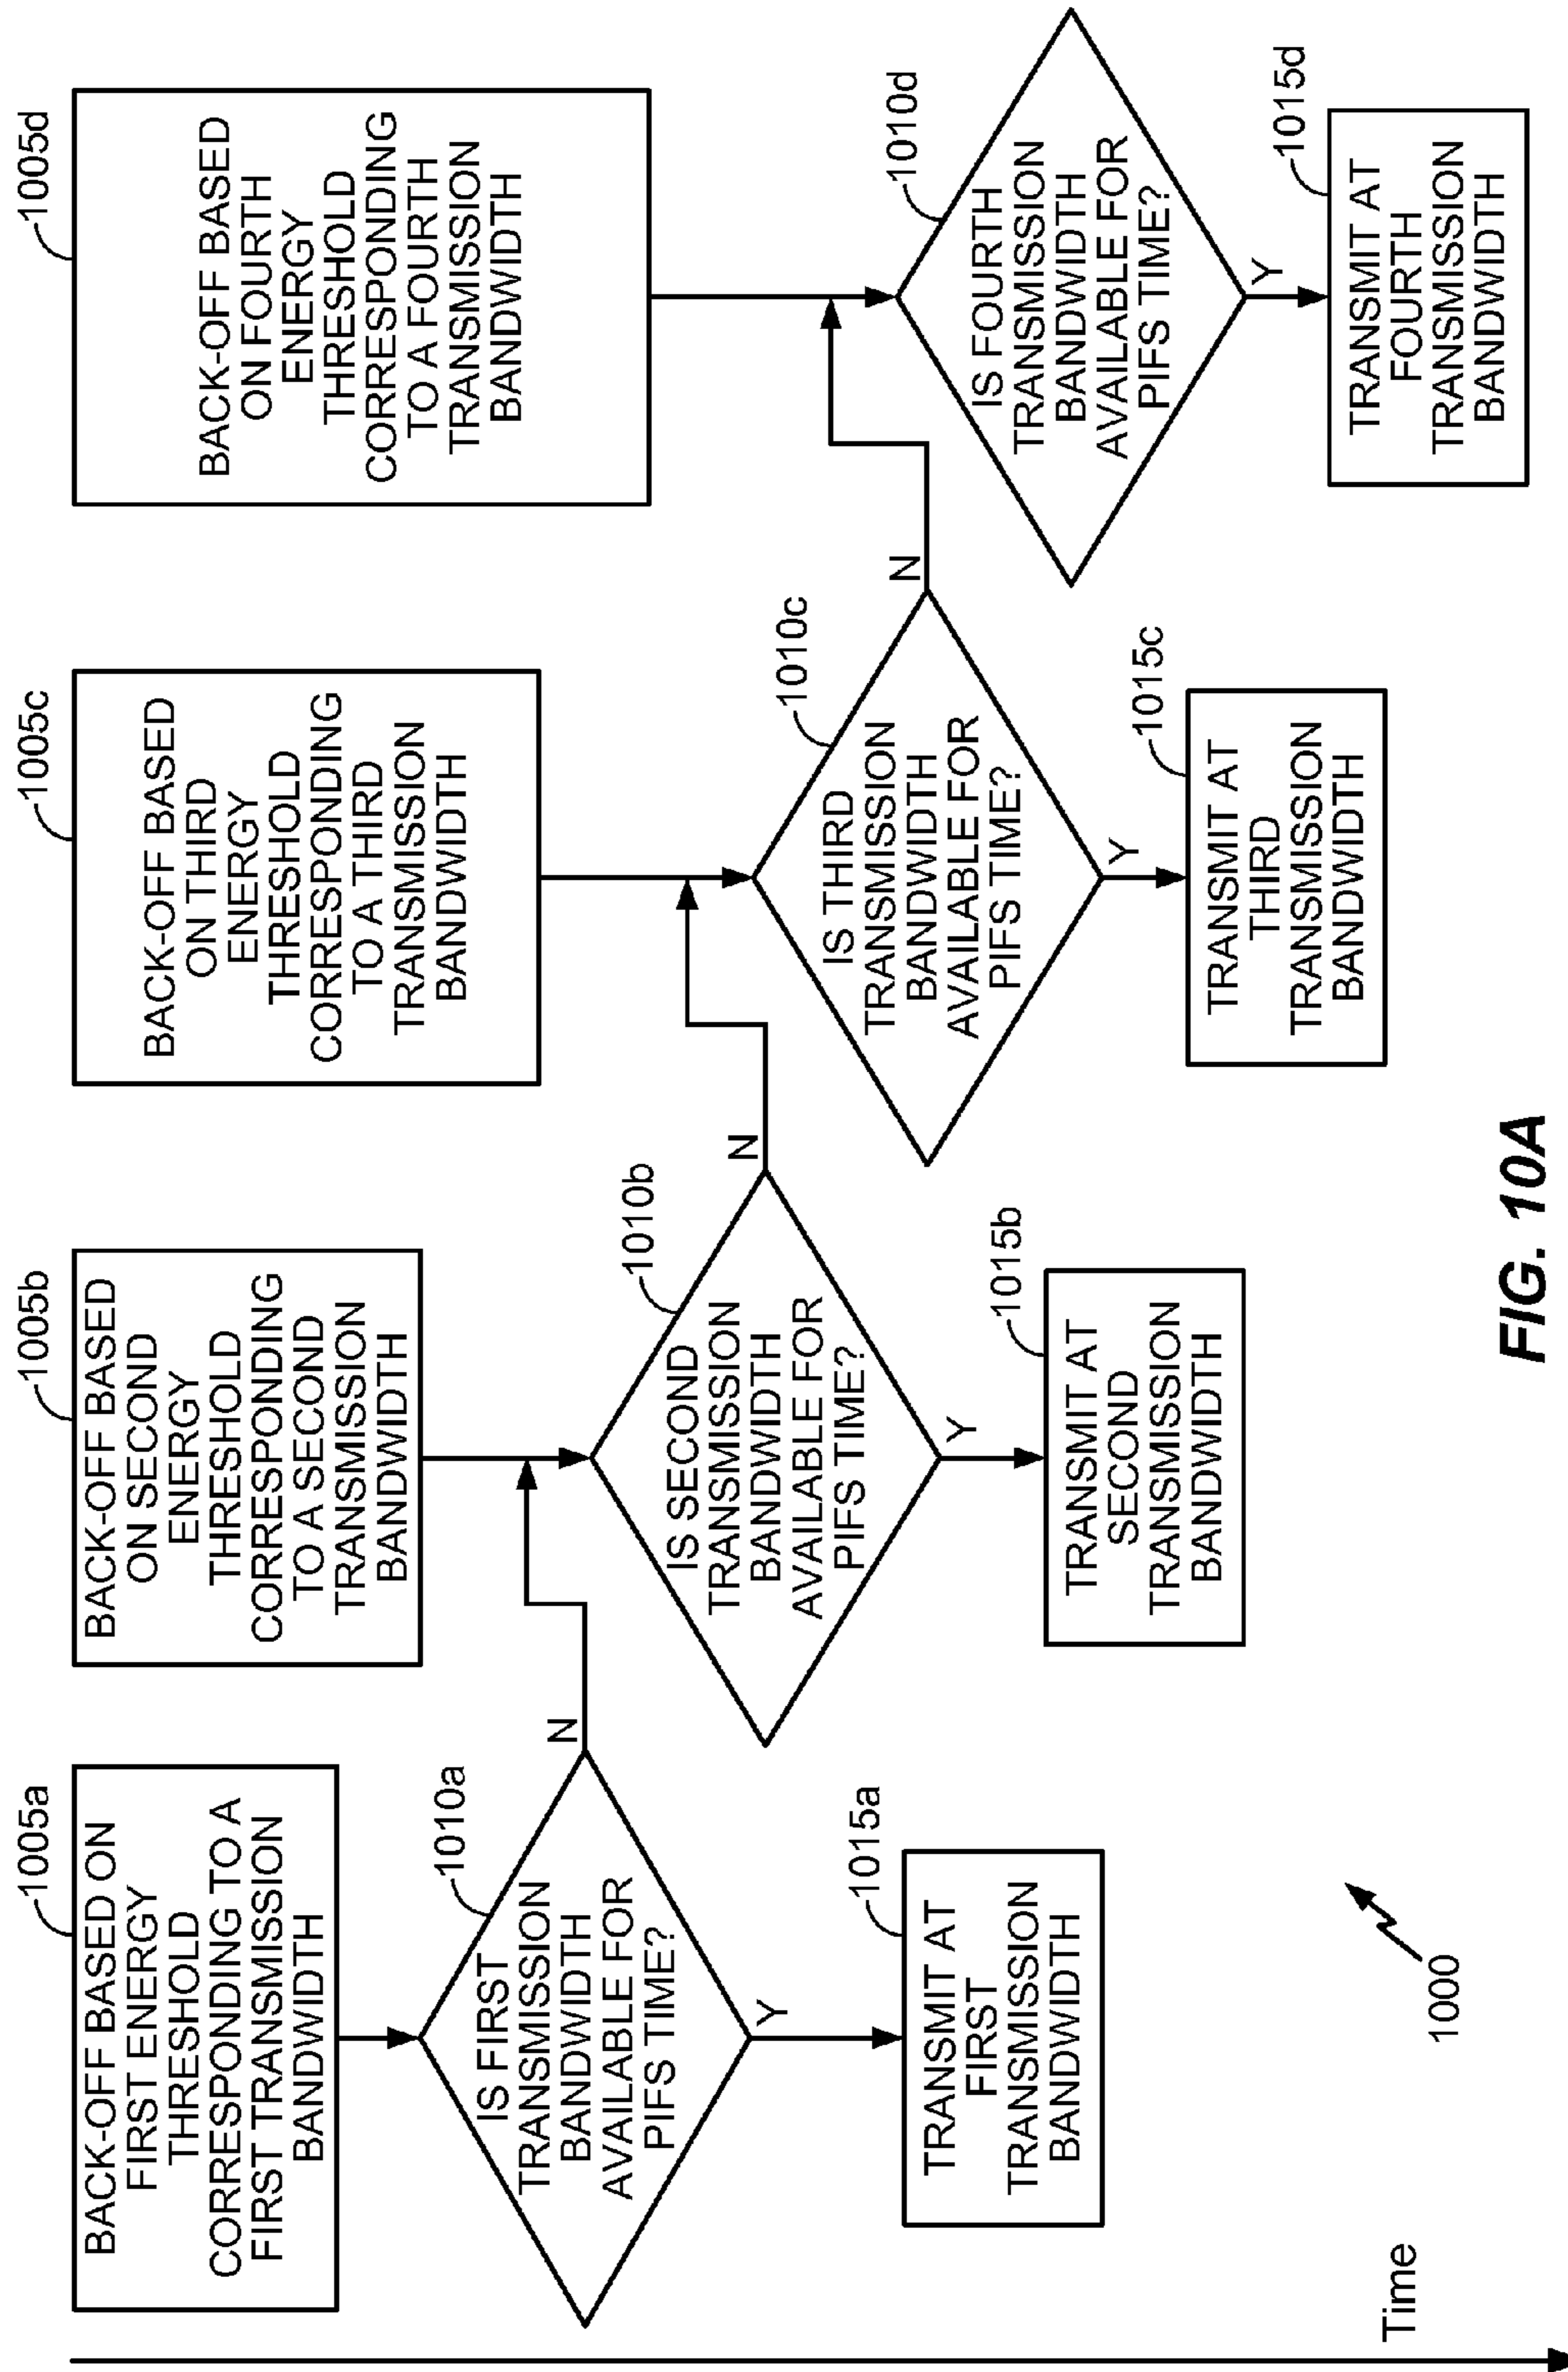 1005a
BACK-OFF BASED ON
FIRST ENERGY
THRESHOLD
CORRESPONDING TO A
FIRST TRANSMISSION
BANDWIDTH
1010a
IS FIRST
TRANSMISSION
BANDWIDTH
AVAILABLE FOR
PIFS TIME?
N
Y
1015a
TRANSMIT AT
FIRST
TRANSMISSION
BANDWIDTH
1005b
BACK-OFF BASED
ON SECOND
ENERGY
THRESHOLD
CORRESPONDING
TO A SECOND
TRANSMISSION
BANDWIDTH
1010b
IS SECOND
TRANSMISSION
BANDWIDTH
AVAILABLE FOR
PIFS TIME?
N
Y
1015b
TRANSMIT AT
SECOND
TRANSMISSION
BANDWIDTH
1005c
BACK-OFF BASED
ON THIRD
ENERGY
THRESHOLD
CORRESPONDING
TO A THIRD
TRANSMISSION
BANDWIDTH
1010c
IS THIRD
TRANSMISSION
BANDWIDTH
AVAILABLE FOR
PIFS TIME?
N
Y
1015c
TRANSMIT AT
THIRD
TRANSMISSION
BANDWIDTH
1005d
BACK-OFF BASED
ON FOURTH
ENERGY
THRESHOLD
CORRESPONDING
TO A FOURTH
TRANSMISSION
BANDWIDTH
1010d
IS FOURTH
TRANSMISSION
BANDWIDTH
AVAILABLE FOR
PIFS TIME?
Y
1015d
TRANSMIT AT
FOURTH
TRANSMISSION
BANDWIDTH
Time
1000
FIG. 10A